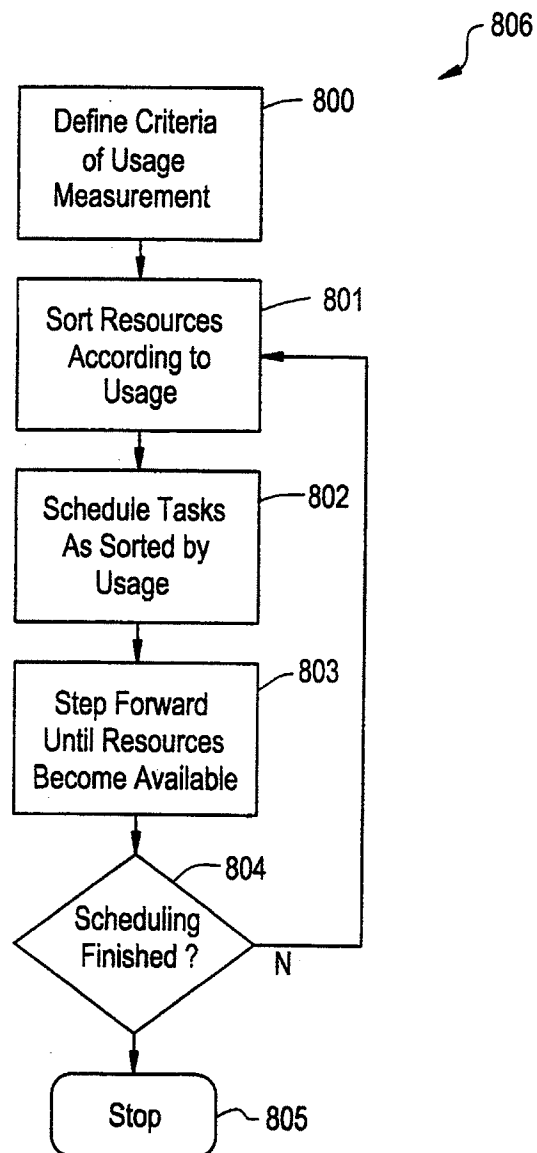 806
800
Define Criteria
of Usage
Measurement
801
Sort Resources
According to
Usage
802
Schedule Tasks
As Sorted by
Usage
803
Step Forward
Until Resources
Become Available
804
Scheduling
Finished ?
N
Stop
805